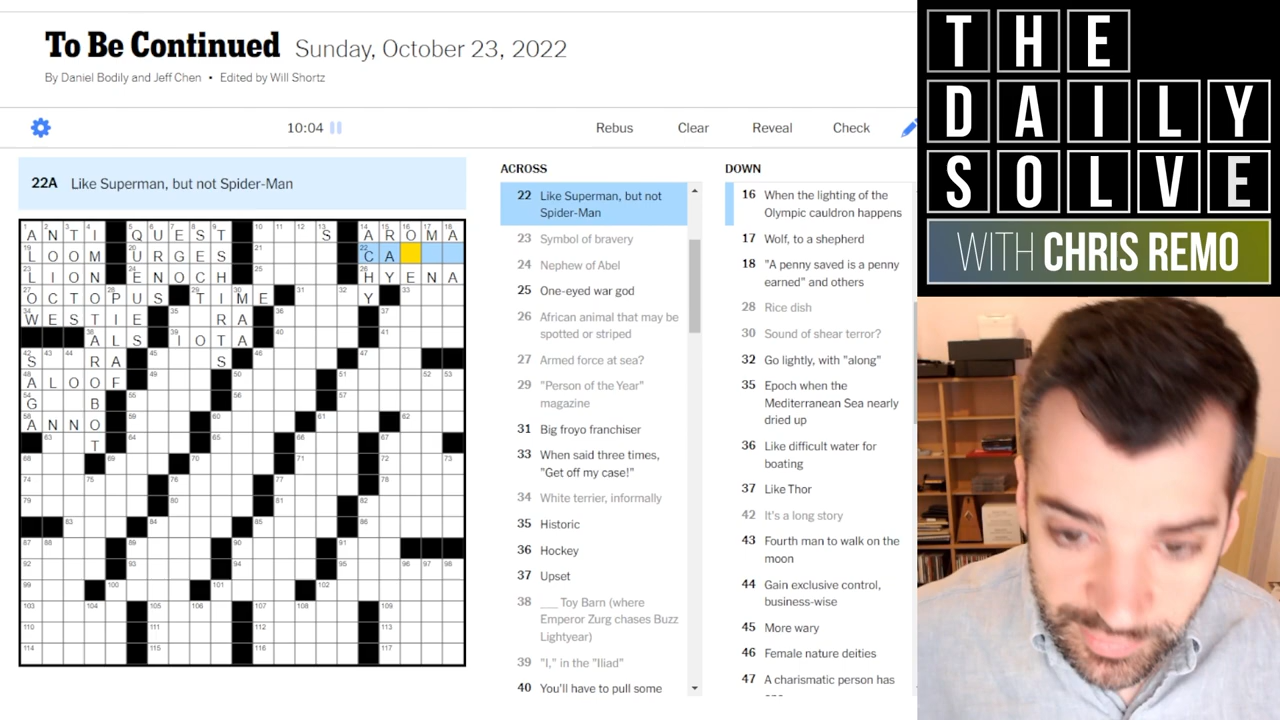 To Be Continued Sunday, October 23, 2022
By Daniel Bodily and Jeff Chen • Edited by Will Shortz
10:04
Rebus Clear Reveal Check
22A Like Superman, but not Spider-Man
ACROSS
22 Like Superman, but not
Spider-Man
23 Symbol of bravery
24 Nephew of Abel
25 One-eyed war god
26 African animal that may be
spotted or striped
27 Armed force at sea?
29 "Person of the Year"
magazine
31 Big froyo franchiser
33 When said three times,
"Get off my case!"
34 White terrier, informally
35 Historic
36 Hockey
37 Upset
38 ___ Toy Barn (where
Emperor Zurg chases Buzz
Lightyear)
39 "I," in the "Iliad"
40 You'll have to pull some
DOWN
16 When the lighting of the
Olympic cauldron happens
17 Wolf, to a shepherd
18 "A penny saved is a penny
earned" and others
28 Rice dish
30 Sound of shear terror?
32 Go lightly, with "along"
35 Epoch when the
Mediterranean Sea nearly
dried up
36 Like difficult water for
boating
37 Like Thor
42 It's a long story
43 Fourth man to walk on the
moon
44 Gain exclusive control,
business-wise
45 More wary
46 Female nature deities
47 A charismatic person has
ANTI QUEST S AROMA
LOOM URGES CA
LION ENOCH HYENA
OCTOPUS TIME Y
WESTIE RA
ALS IOTA
S RA S
ALOOF
G B
ANNO
T
THE
DAILY
SOLVE
WITH CHRIS REMO